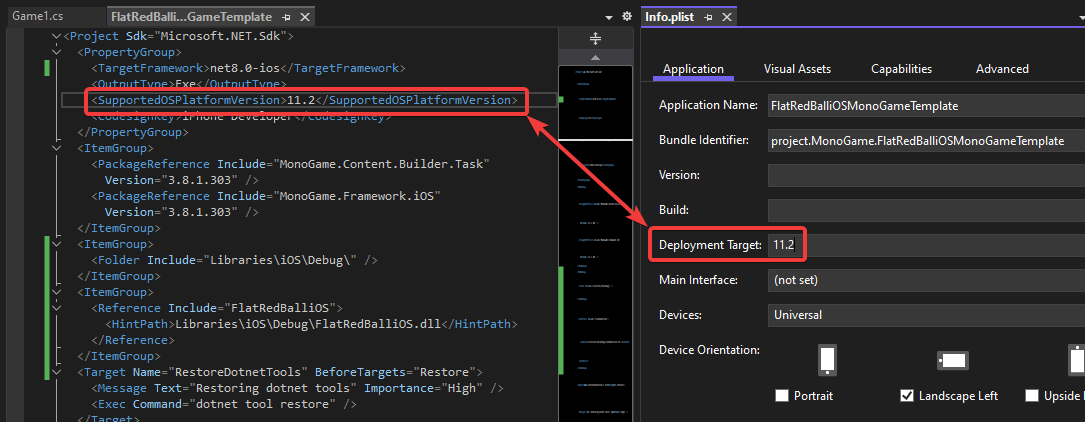 Game1.cs
FlatRedBalli...GameTemplate
<Project Sdk="Microsoft.NET.Sdk">
<PropertyGroup>
<TargetFramework>net8.0-ios</TargetFramework>
<OutputType>Exe</OutputType>
<SupportedOSPlatformVersion>11.2</SupportedOSPlatformVersion>
<CodesignKey>iPhone Developer</CodesignKey>
</PropertyGroup>
<ItemGroup>
<PackageReference Include="MonoGame.Content.Builder.Task"
Version="3.8.1.303" />
<PackageReference Include="MonoGame.Framework.iOS"
Version="3.8.1.303" />
</ItemGroup>
<ItemGroup>
<Folder Include="Libraries\iOS\Debug\" />
</ItemGroup>
<ItemGroup>
<Reference Include="FlatRedBalliOS">
<HintPath>Libraries\iOS\Debug\FlatRedBalliOS.dll</HintPath>
</Reference>
</ItemGroup>
<Target Name="RestoreDotnetTools" BeforeTargets="Restore">
<Message Text="Restoring dotnet tools" Importance="High" />
<Exec Command="dotnet tool restore" />
</Target>
Info.plist
Application
Visual Assets
Capabilities
Advanced
Application Name:
FlatRedBalliOSMonoGameTemplate
Bundle Identifier:
project.MonoGame.FlatRedBalliOSMonoGameTemplate
Version:
Build:
Deployment Target:
11.2
Main Interface:
(not set)
Devices:
Universal
Device Orientation:
Portrait
Landscape Left
Upside